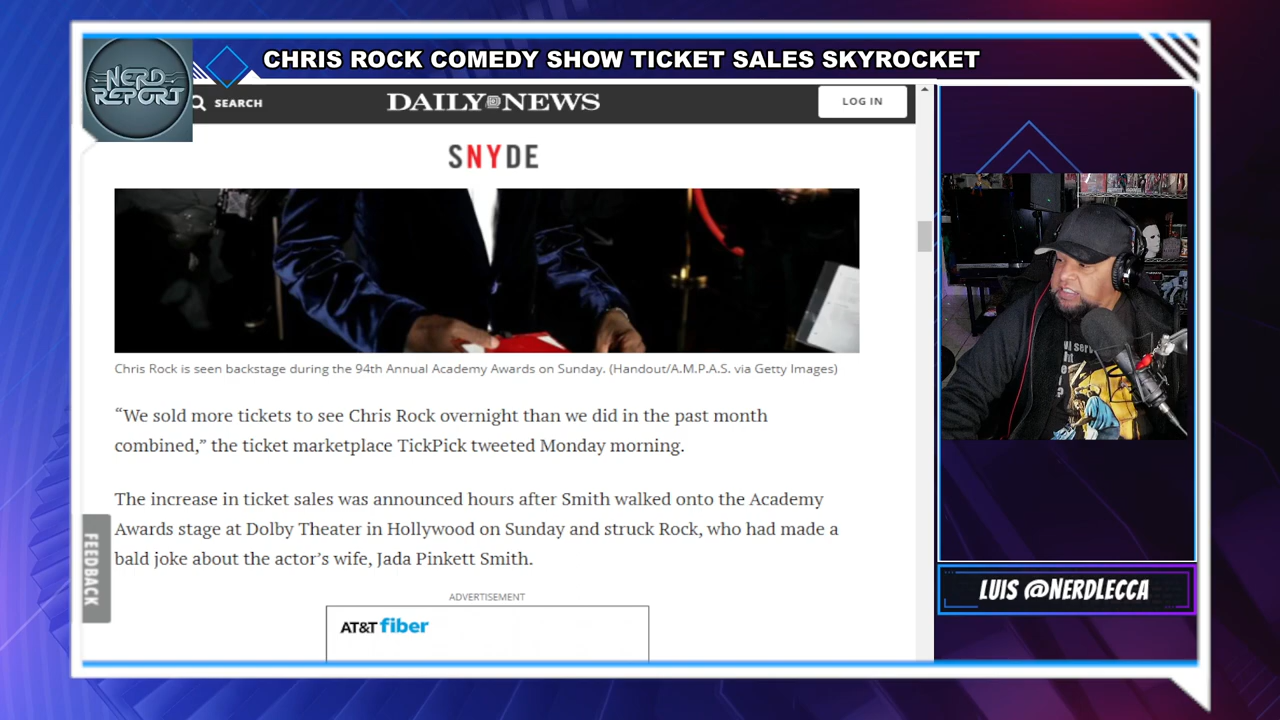 CHRIS ROCK COMEDY SHOW TICKET SALES SKYROCKET
NERD
REPORT
SEARCH
DAILY NEWS
LOG IN
SNYDE
Chris Rock is seen backstage during the 94th Annual Academy Awards on Sunday. (Handout/A.M.P.A.S. via Getty Images)
“We sold more tickets to see Chris Rock overnight than we did in the past month
combined,” the ticket marketplace TickPick tweeted Monday morning.
The increase in ticket sales was announced hours after Smith walked onto the Academy
Awards stage at Dolby Theater in Hollywood on Sunday and struck Rock, who had made a
bald joke about the actor’s wife, Jada Pinkett Smith.
FEEDBACK
ADVERTISEMENT
AT&T fiber
LUIS @NERDLECCA